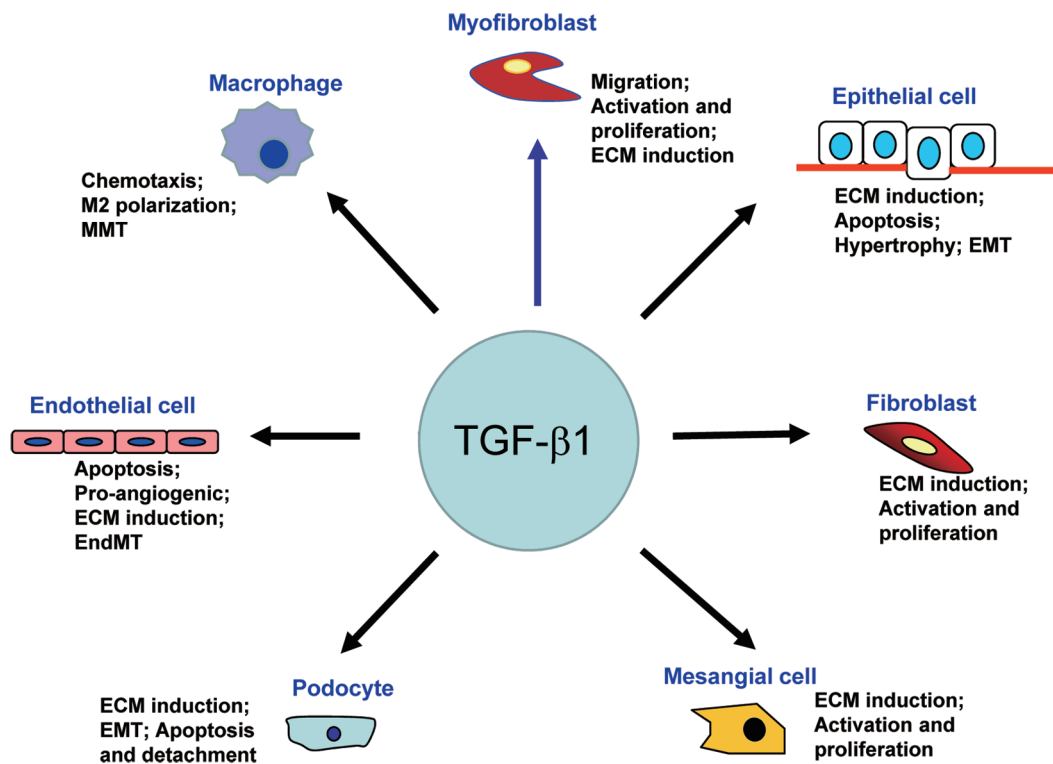 Myofibroblast
Migration;
Activation and
proliferation;
ECM induction
Macrophage
Chemotaxis;
M2 polarization;
MMT
Epithelial cell
ECM induction;
Apoptosis;
Hypertrophy; EMT
Endothelial cell
Apoptosis;
Pro-angiogenic;
ECM induction;
EndMT
TGF-β1
Fibroblast
ECM induction;
Activation and
proliferation
Podocyte
ECM induction;
EMT; Apoptosis
and detachment
Mesangial cell
ECM induction;
Activation and
proliferation